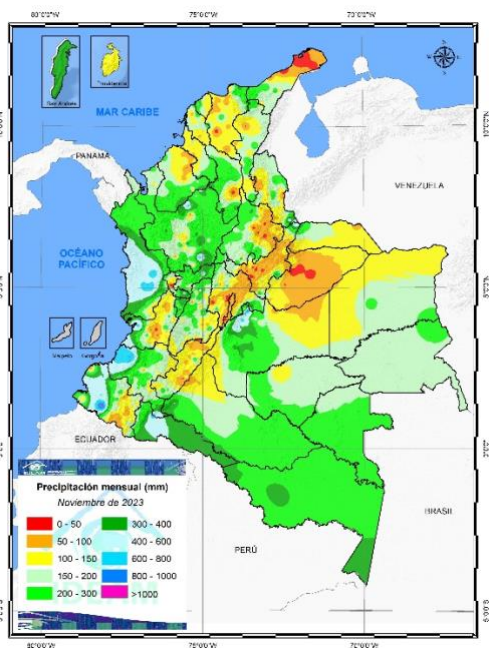 80°0'0"W 75°0'0"W 70°0'0"W
MAR CARIBE
PANAMÁ
VENEZUELA
OCÉANO
PACÍFICO
ECUADOR
BRASIL
PERÚ
Precipitación mensual (mm)
Noviembre de 2023
0 - 50 300 - 400
50 - 100 400 - 600
100 - 150 600 - 800
150 - 200 800 - 1000
200 - 300 >1000
80°0'0"W 75°0'0"W 70°0'0"W